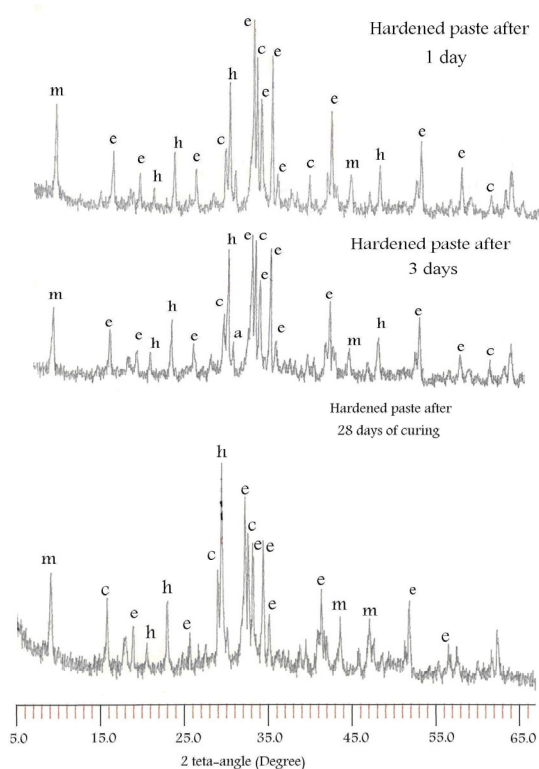 Hardened paste after
1 day
e
c
e
m
h
e
e
e
e
c
h
e
h
e
h
e
e
c
m
c
Hardened paste after
3 days
e
c
h
e
m
e
c
e
h
e
e
e
h
a
e
e
h
m
e
c
Hardened paste after
28 days of curing
h
e
c
e
e
m
c
c
h
e
e
e
m
m
e
h
e
e
5.0 15.0 25.0 35.0 45.0 55.0 65.0
2 teta-angle (Degree)